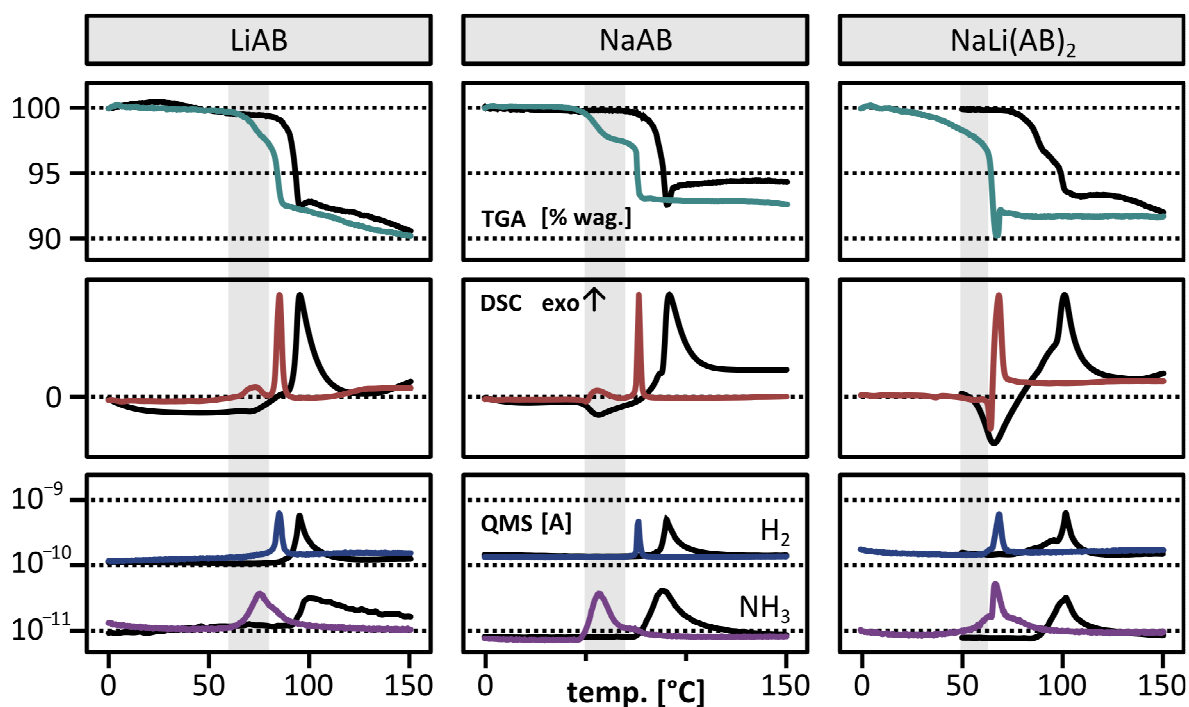 LiAB NaAB NaLi(AB)₂
100
95
90
TGA [% wag.]
DSC exo ↑
0
10⁻⁹
10⁻¹⁰
10⁻¹¹
QMS [A]
H₂
NH₃
0 50 100 150 0 150 0 50 100 150
temp. [°C]